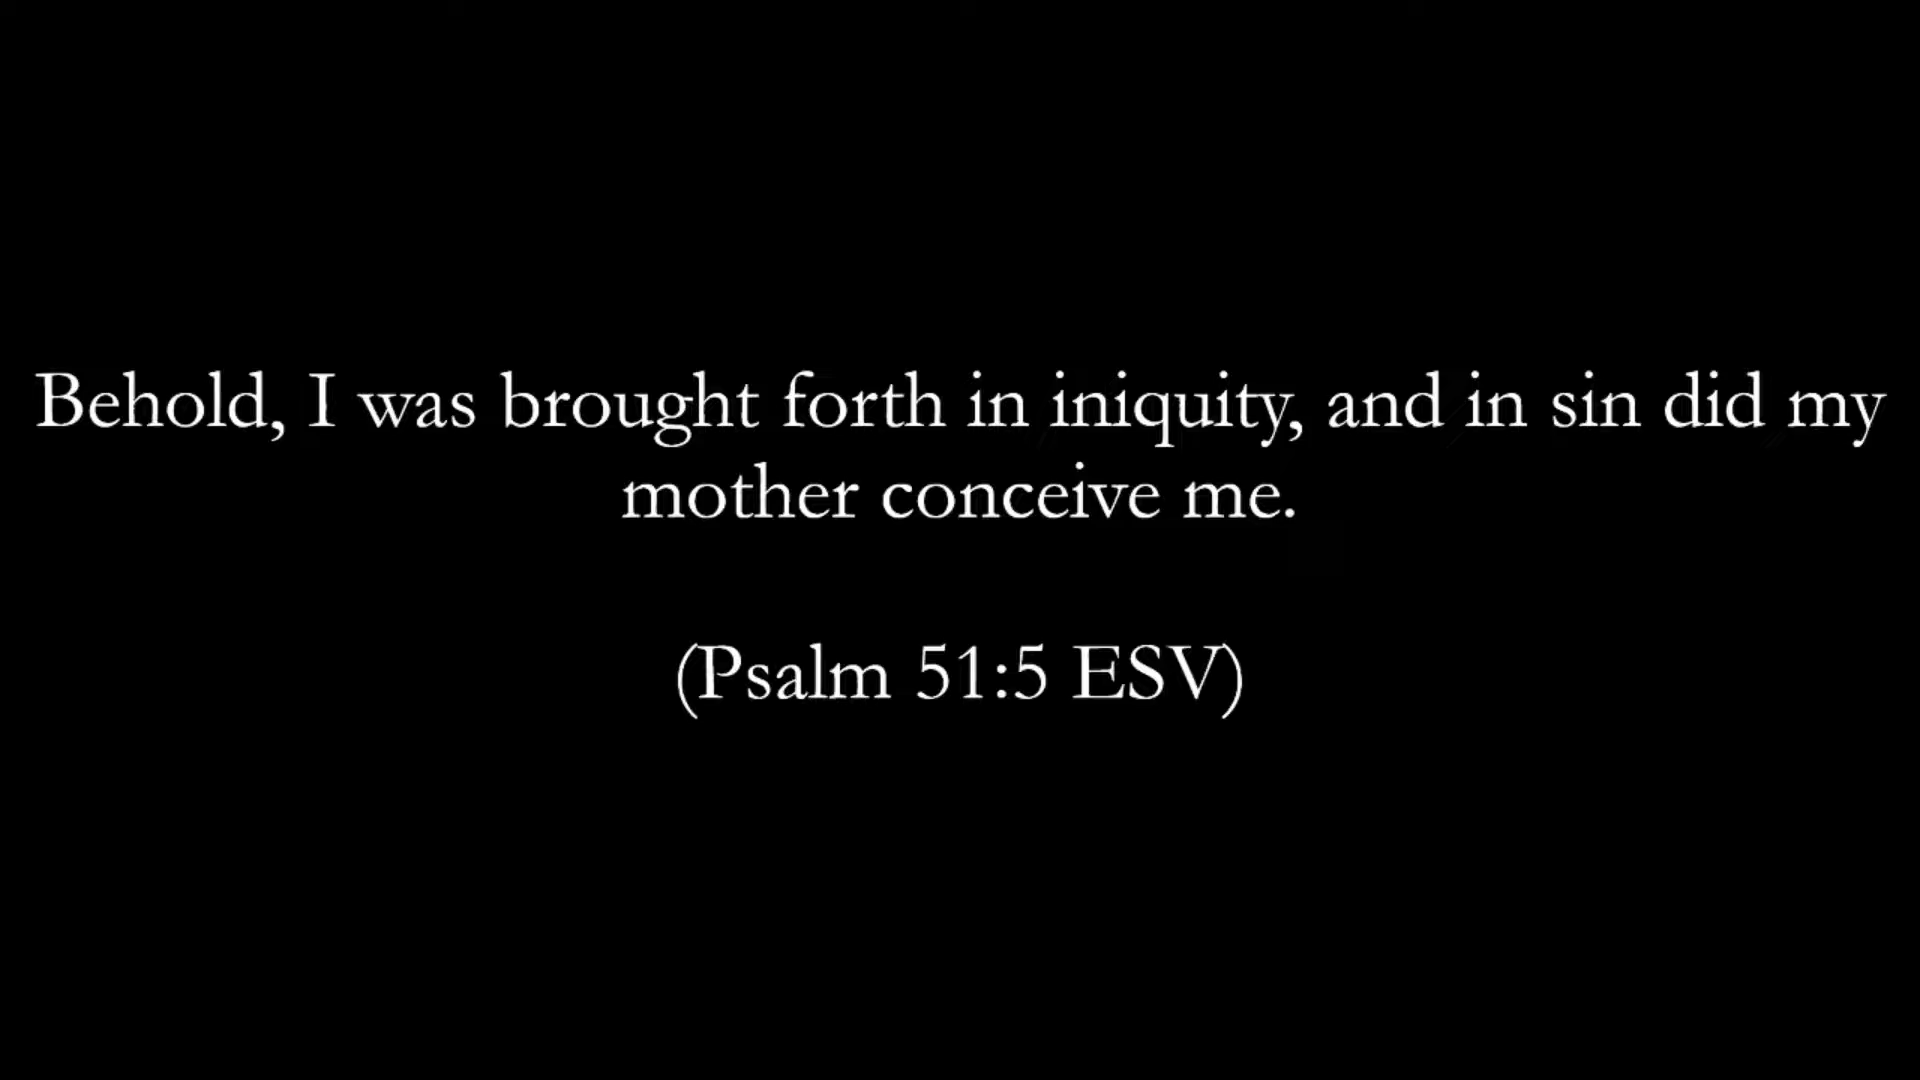 Behold, I was brought forth in iniquity, and in sin did my
mother conceive me.
(Psalm 51:5 ESV)